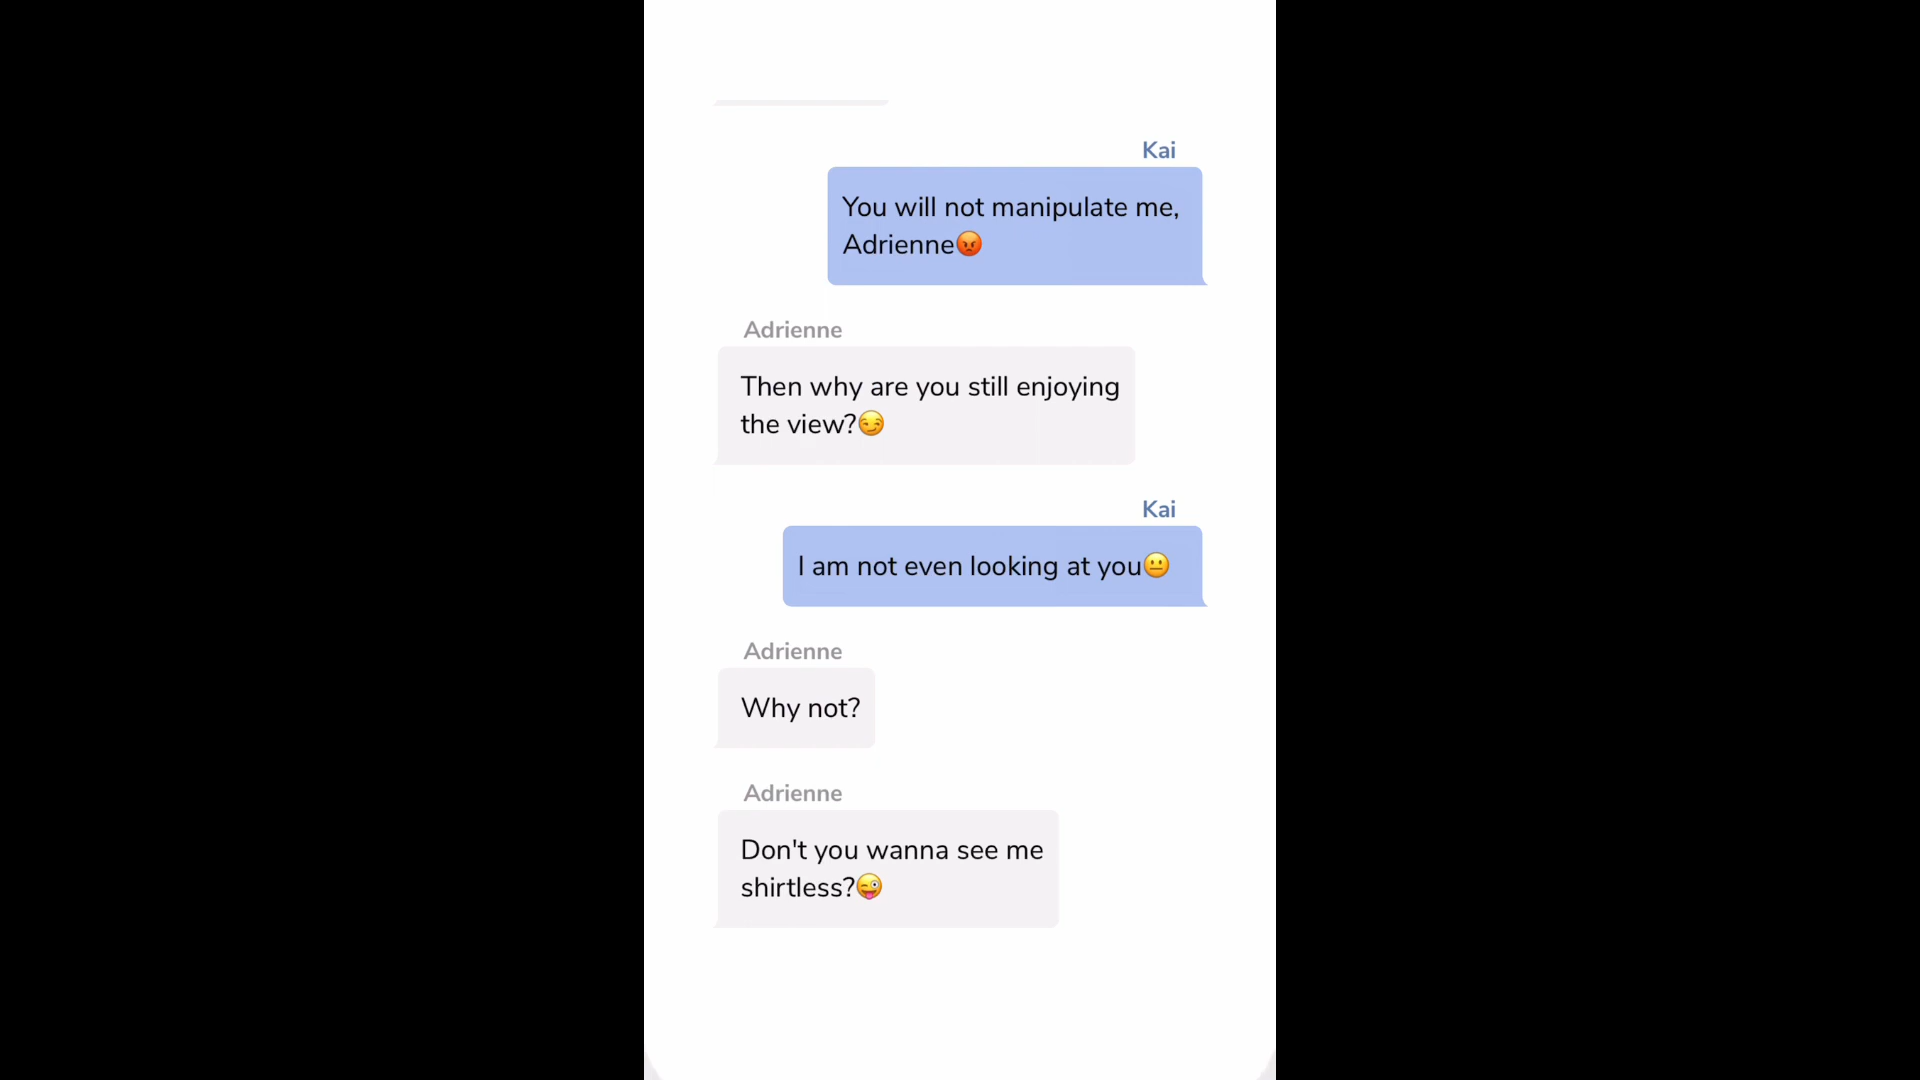 Kai
You will not manipulate me,
Adrienne😡
Adrienne
Then why are you still enjoying
the view?😏
Kai
I am not even looking at you😐
Adrienne
Why not?
Adrienne
Don't you wanna see me
shirtless?😜